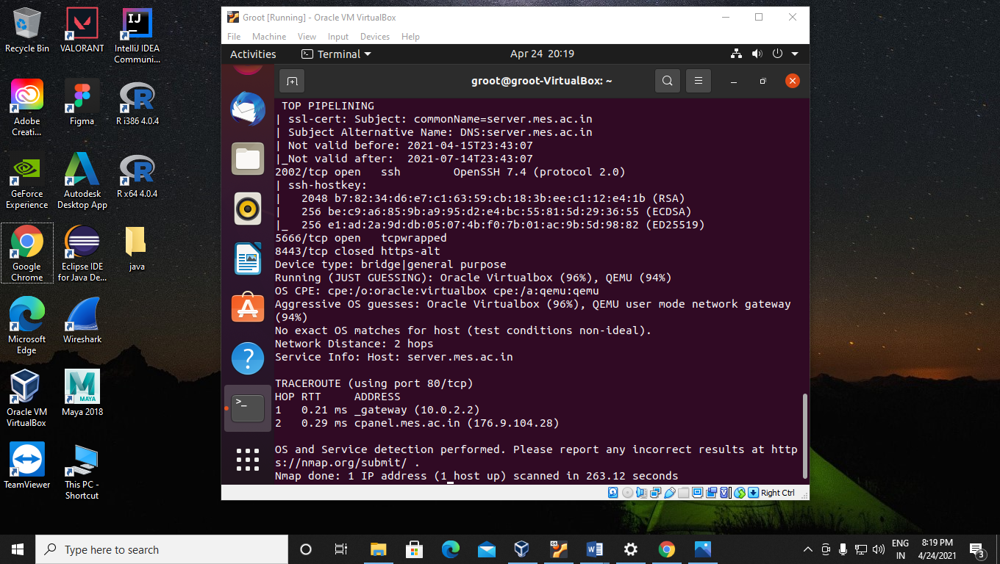 Recycle Bin
VALORANT
IntelliJ IDEA
Communi...
Adobe
Creati...
Figma
R i386 4.0.4
GeForce
Experience
Autodesk
Desktop App
R x64 4.0.4
Google
Chrome
Eclipse IDE
for Java De...
java
Microsoft
Edge
Wireshark
Oracle VM
VirtualBox
Maya 2018
TeamViewer
This PC -
Shortcut
Groot [Running] - Oracle VM VirtualBox
File Machine View Input Devices Help
Activities Terminal Apr 24 20:19
groot@groot-VirtualBox: ~
TOP PIPELINING
| ssl-cert: Subject: commonName=server.mes.ac.in
| Subject Alternative Name: DNS:server.mes.ac.in
| Not valid before: 2021-04-15T23:43:07
|_Not valid after:  2021-07-14T23:43:07
2002/tcp open   ssh        OpenSSH 7.4 (protocol 2.0)
| ssh-hostkey:
|   2048 b7:82:34:d6:e7:c1:63:59:cb:18:3b:ee:c1:12:e4:1b (RSA)
|   256 be:c9:a6:85:9b:a9:95:d2:e4:bc:55:81:5d:29:36:55 (ECDSA)
|_  256 e1:ad:2a:9d:db:05:07:4b:f0:7b:01:ac:9b:5d:98:82 (ED25519)
5666/tcp open   tcpwrapped
8443/tcp closed https-alt
Device type: bridge|general purpose
Running (JUST GUESSING): Oracle Virtualbox (96%), QEMU (94%)
OS CPE: cpe:/o:oracle:virtualbox cpe:/a:qemu:qemu
Aggressive OS guesses: Oracle Virtualbox (96%), QEMU user mode network gateway
(94%)
No exact OS matches for host (test conditions non-ideal).
Network Distance: 2 hops
Service Info: Host: server.mes.ac.in
TRACEROUTE (using port 80/tcp)
HOP RTT     ADDRESS
1   0.21 ms _gateway (10.0.2.2)
2   0.29 ms cpanel.mes.ac.in (176.9.104.28)
OS and Service detection performed. Please report any incorrect results at http
s://nmap.org/submit/ .
Nmap done: 1 IP address (1 host up) scanned in 263.12 seconds
Right Ctrl
Type here to search
ENG
IN
8:19 PM
4/24/2021
3